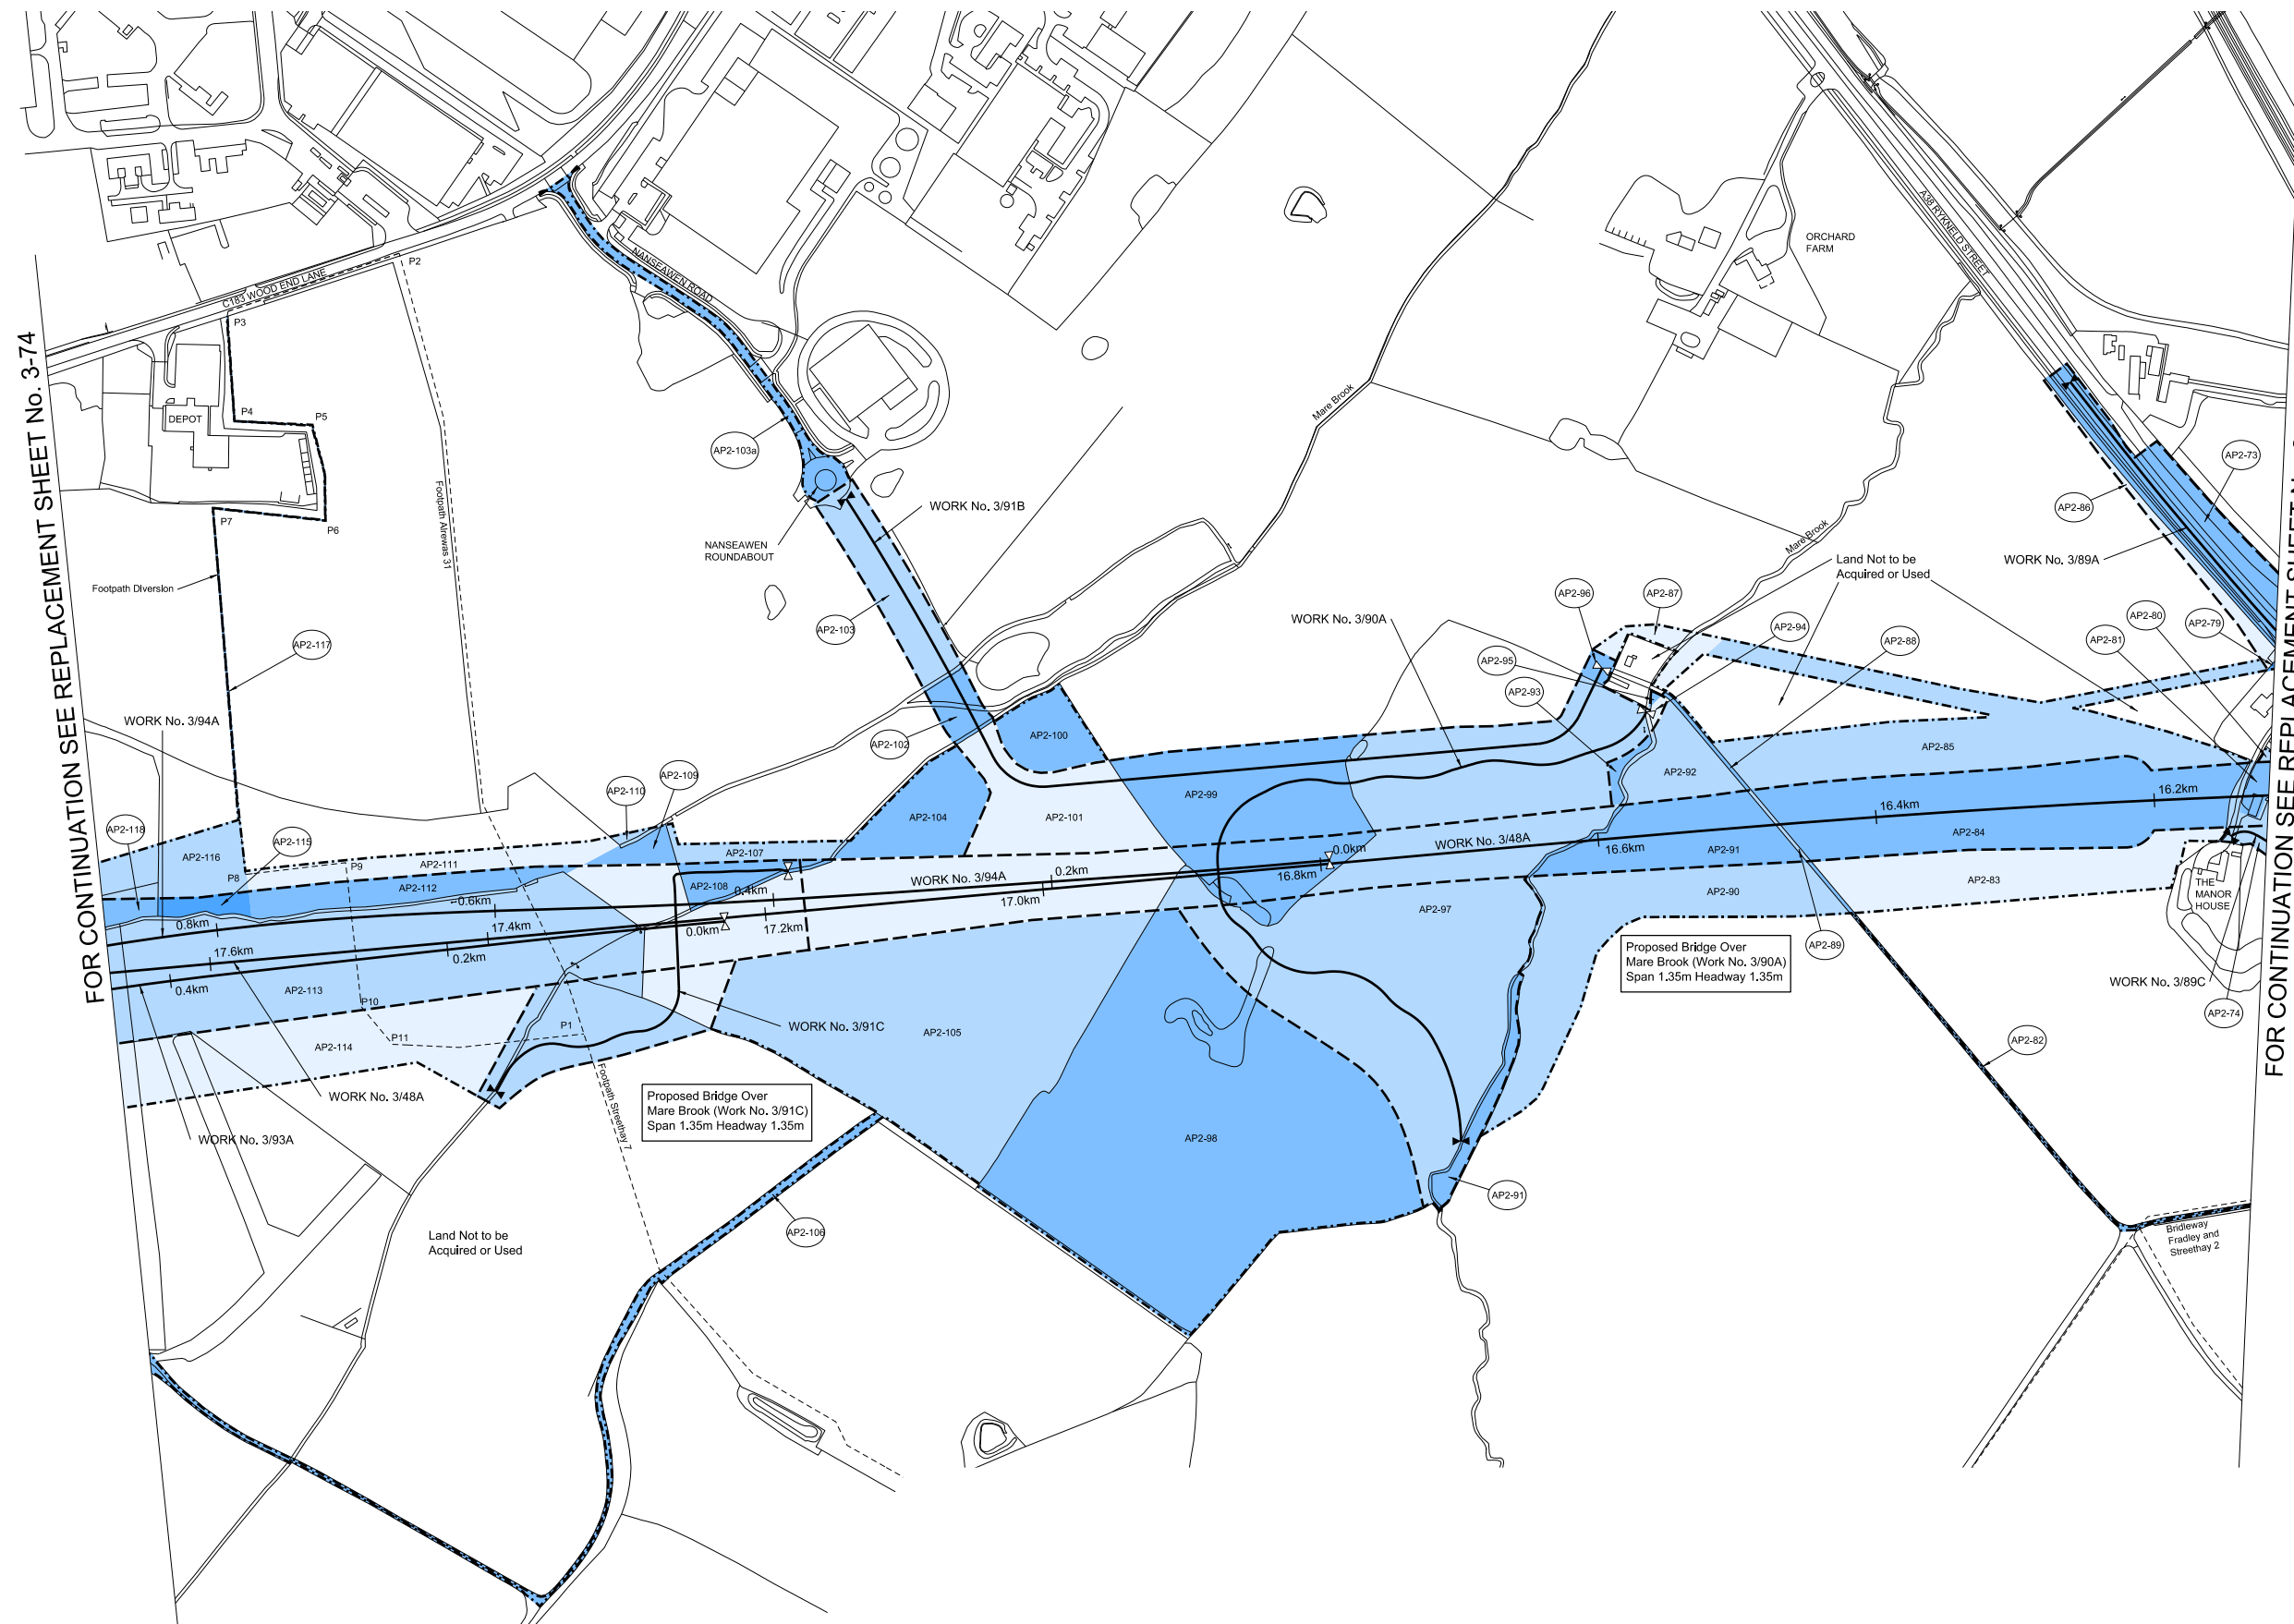 FOR CONTINUATION SEE REPLACEMENT SHEET No. 3-74
C183 WOOD END LANE
P2
P3
P4
P5
P6
P7
DEPOT
Footpath Diversion
AP2-117
Footpath Alrewas 31
NANSEAWEN ROAD
AP2-103a
NANSEAWEN
ROUNDABOUT
WORK No. 3/91B
AP2-103
AP2-102
Mare Brook
ORCHARD
FARM
A38 RYKNELD STREET
Mare Brook
Land Not to be
Acquired or Used
AP2-73
AP2-86
WORK No. 3/89A
AP2-96
AP2-87
AP2-94
AP2-88
AP2-81
AP2-80
AP2-79
WORK No. 3/90A
AP2-95
AP2-93
WORK No. 3/94A
AP2-118
AP2-116
AP2-115
P8
P9
AP2-111
AP2-112
AP2-110
AP2-109
AP2-107
AP2-108
AP2-104
AP2-100
AP2-101
AP2-99
AP2-92
AP2-85
16.2km
16.4km
AP2-84
16.6km
AP2-91
WORK No. 3/48A
0.0km
16.8km
0.2km
WORK No. 3/94A
17.0km
0.4km
17.2km
0.0km
0.6km
17.4km
0.2km
0.8km
17.6km
0.4km
AP2-113
P10
P11
P1
AP2-114
AP2-90
AP2-83
AP2-97
THE
MANOR
HOUSE
AP2-89
Proposed Bridge Over
Mare Brook (Work No. 3/90A)
Span 1.35m Headway 1.35m
WORK No. 3/89C
AP2-74
AP2-82
WORK No. 3/91C
AP2-105
WORK No. 3/48A
WORK No. 3/93A
Footpath Streethay 7
Proposed Bridge Over
Mare Brook (Work No. 3/91C)
Span 1.35m Headway 1.35m
AP2-98
AP2-91
AP2-106
Land Not to be
Acquired or Used
Bridleway
Fradley and
Streethay 2
FOR CONTINUATION SEE REPLACEMENT SHEET